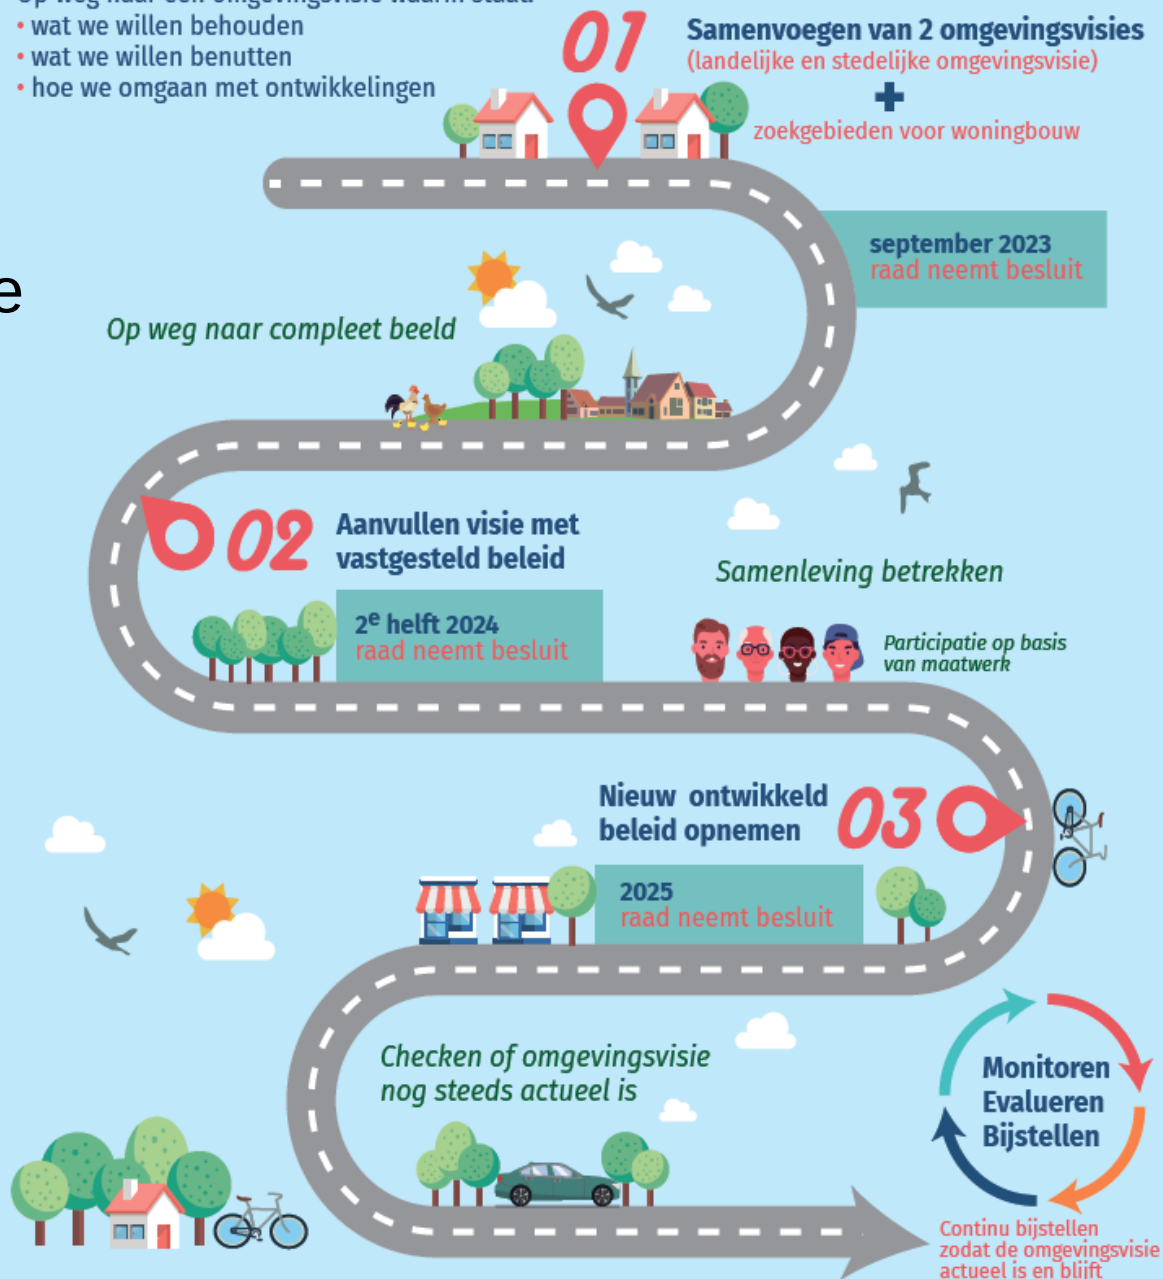 • wat we willen behouden
• wat we willen benutten
• hoe we omgaan met ontwikkelingen
01
Samenvoegen van 2 omgevingsvisies
(landelijke en stedelijke omgevingsvisie)
+
zoekgebieden voor woningbouw
september 2023
raad neemt besluit
e
Op weg naar compleet beeld
02
Aanvullen visie met
vastgesteld beleid
2e helft 2024
raad neemt besluit
Samenleving betrekken
Participatie op basis
van maatwerk
Nieuw ontwikkeld
beleid opnemen
03
2025
raad neemt besluit
Checken of omgevingsvisie
nog steeds actueel is
Monitoren
Evalueren
Bijstellen
Continu bijstellen
zodat de omgevingsvisie
actueel is en blijft